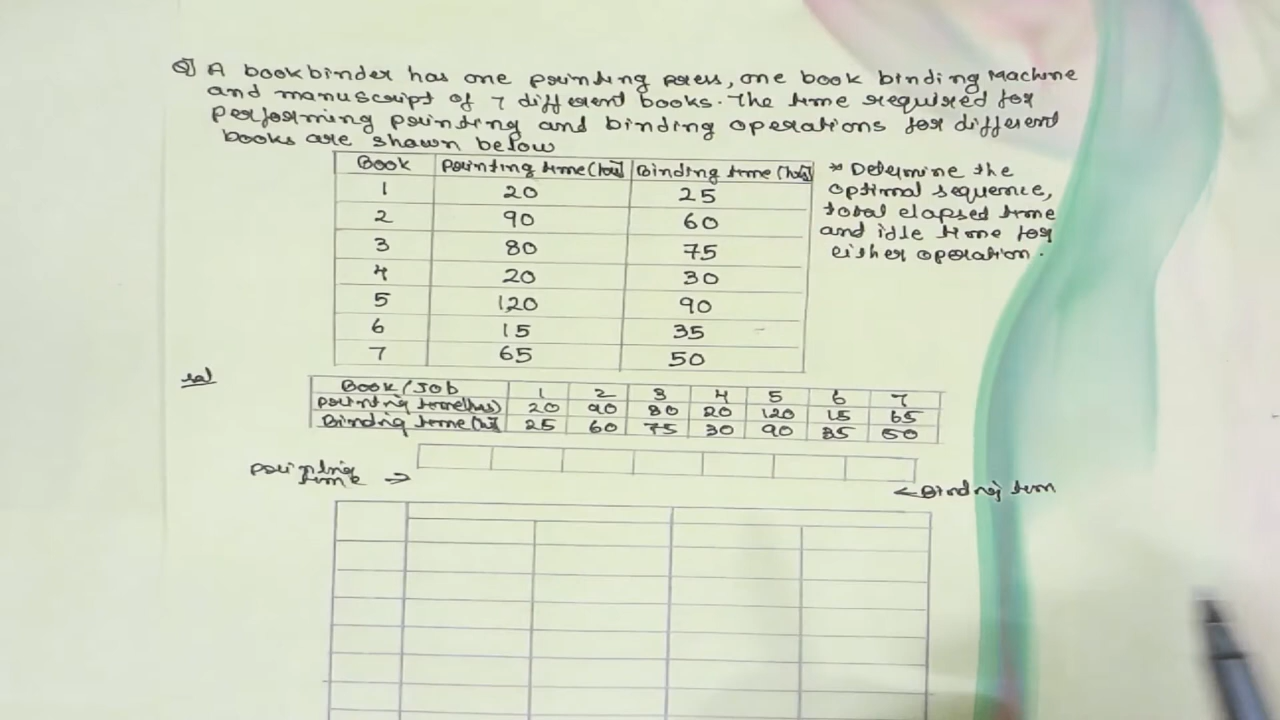 Q] A bookbinder has one printing press, one book binding Machine
and manuscript of 7 different books. The time required for
performing printing and binding operations for different
books are shown below
Book Printing time (hrs) Binding time (hrs)
1 20 25
2 90 60
3 80 75
4 20 30
5 120 90
6 15 35
7 65 50
* Determine the
optimal sequence,
total elapsed time
and idle time for
either operation.
sol
Book/Job 1 2 3 4 5 6 7
Printing time(hrs) 20 90 80 20 120 15 65
Binding time(hrs) 25 60 75 30 90 35 50
Printing
time →
← Binding time